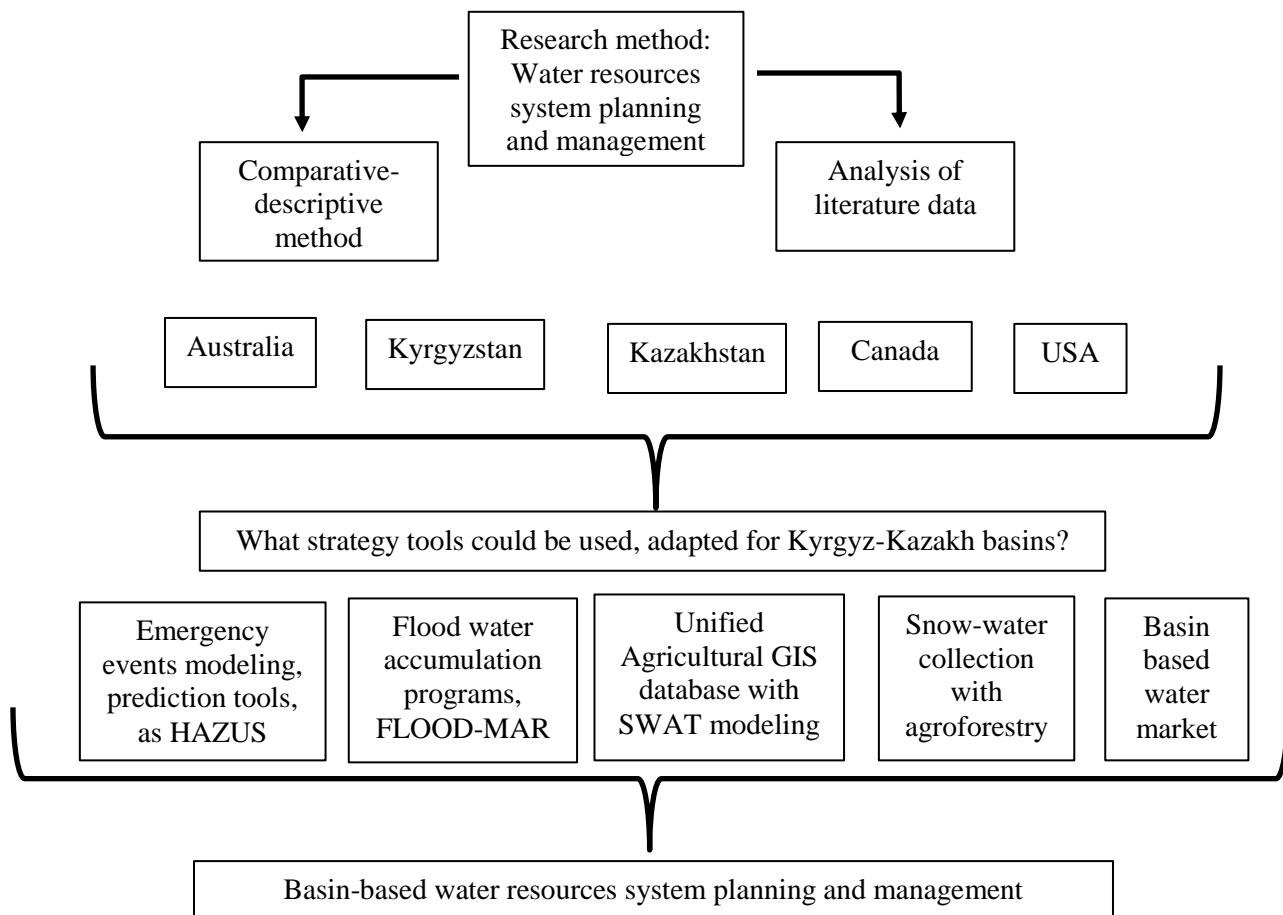 Research method:
Water resources
system planning
and management
Comparative-
descriptive
method
Analysis of
literature data
Australia
Kyrgyzstan
Kazakhstan
Canada
USA
What strategy tools could be used, adapted for Kyrgyz-Kazakh basins?
Emergency
events modeling,
prediction tools,
as HAZUS
Flood water
accumulation
programs,
FLOOD-MAR
Unified
Agricultural GIS
database with
SWAT modeling
Snow-water
collection
with
agroforestry
Basin
based
water
market
Basin-based water resources system planning and management